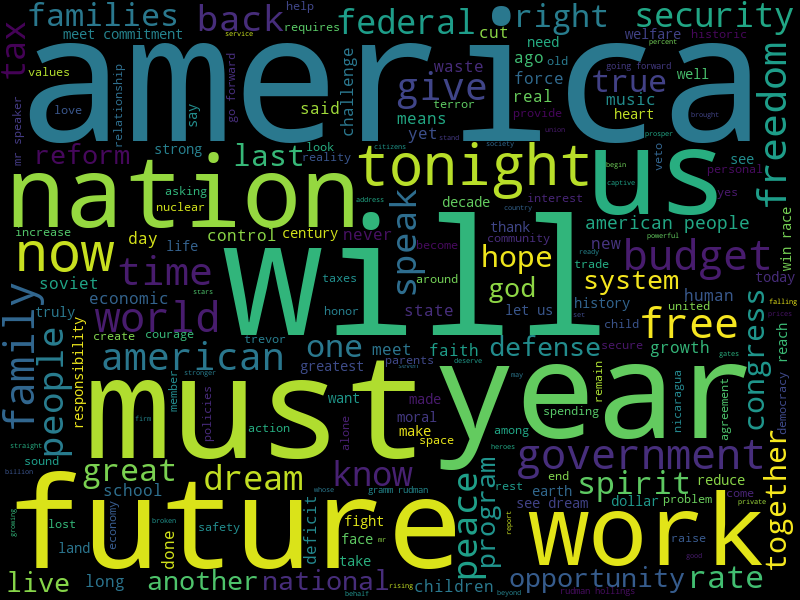 families back federal right security
tax meet commitment service help requires cut need welfare historic percent
america
values love relationship go forward say said challenge waste give ago old force true going forward well
mr speaker strong means terror real music provide heart brought freedom
reform last yet tonight us union veto see personal
nation reality look citizens stand society prosper begin captive yes
asking nuclear address decade interest country american people win race
increase day control century never become thank community new powerful
now life speak hope trade budget
soviet time taxes around god system ready today
truly economic world stars honor state let us history united human falling
family people create courage will set child free prices
responsibility trevor one meet faith defense secure growth congress reach
american greatest parents deserve among remain gates democracy
must stronger member policies want made seven may year nicaragua agreement
firm action alone moral make space spending heroes
straight sound great dream know government
billion school whose gramm rudman peace program end spirit reduce together
future rest earth see dream dollar problem come private
growing lost economy broken safety deficit fight face mr report work raise good
land done take
live long another national rising children beyond opportunity rate
behalf rudman hollings